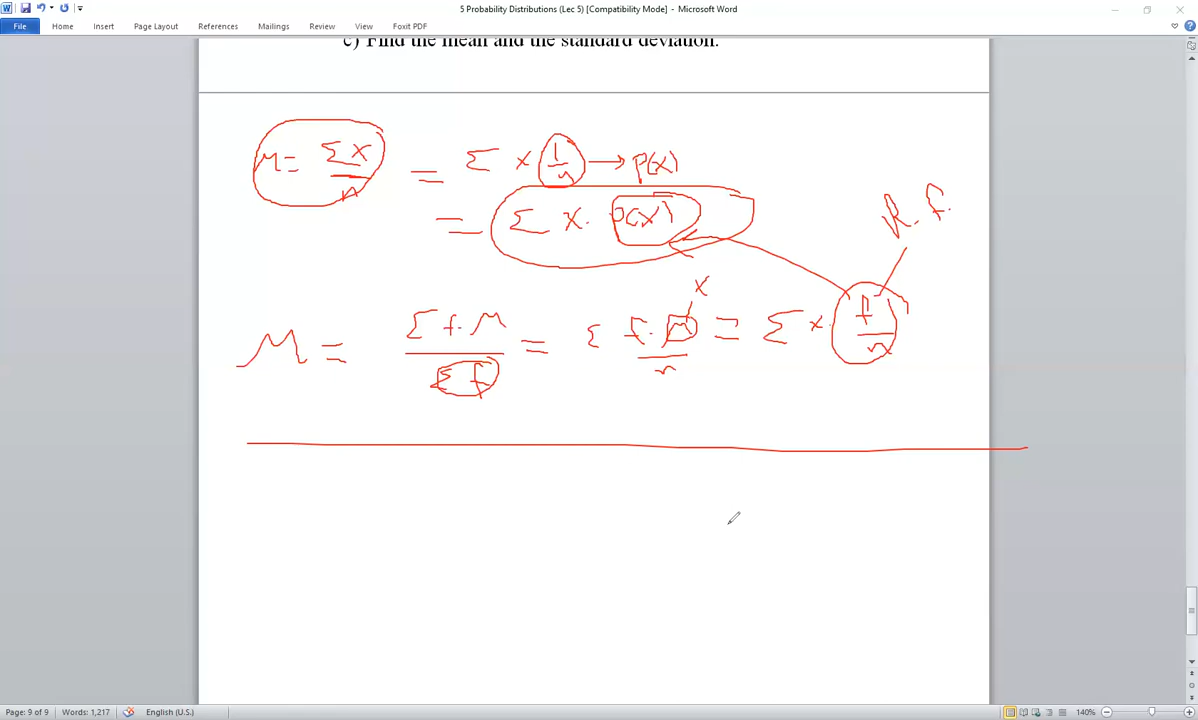 5 Probability Distributions (Lec 5) [Compatibility Mode] - Microsoft Word
File Home Insert Page Layout References Mailings Review View Foxit PDF
c) Find the mean and the standard deviation.
μ = Σx/n = Σ x 1/n → P(x)
= Σ x . P(x)
R.f.
x
M = Σ f.M / Σ f = Σ f.M / n = Σ x . f/n
Page: 9 of 9 Words: 1,217 English (U.S.) 140%